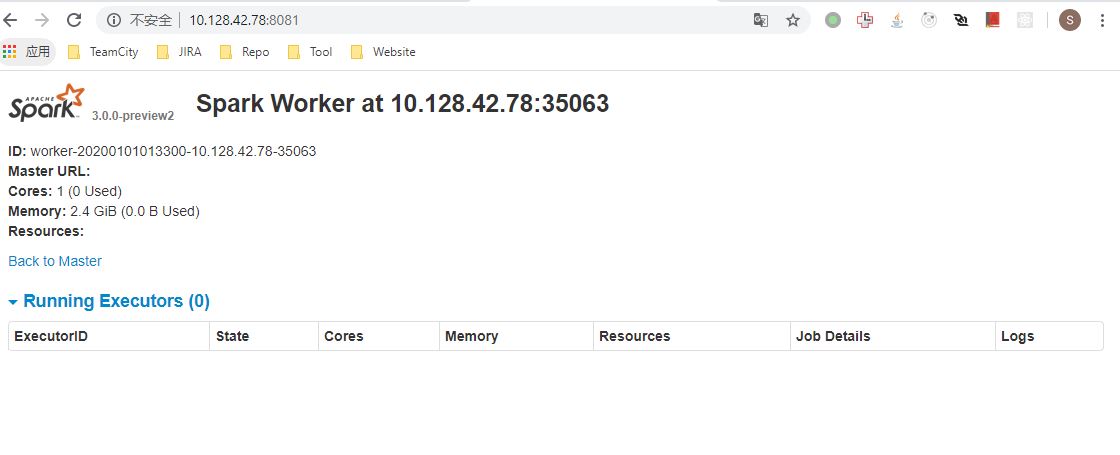 不安全 10.128.42.78:8081
S
应用 TeamCity JIRA Repo Tool Website
APACHE Spark 3.0.0-preview2 Spark Worker at 10.128.42.78:35063
ID: worker-20200101013300-10.128.42.78-35063
Master URL:
Cores: 1 (0 Used)
Memory: 2.4 GiB (0.0 B Used)
Resources:
Back to Master
Running Executors (0)
ExecutorID State Cores Memory Resources Job Details Logs